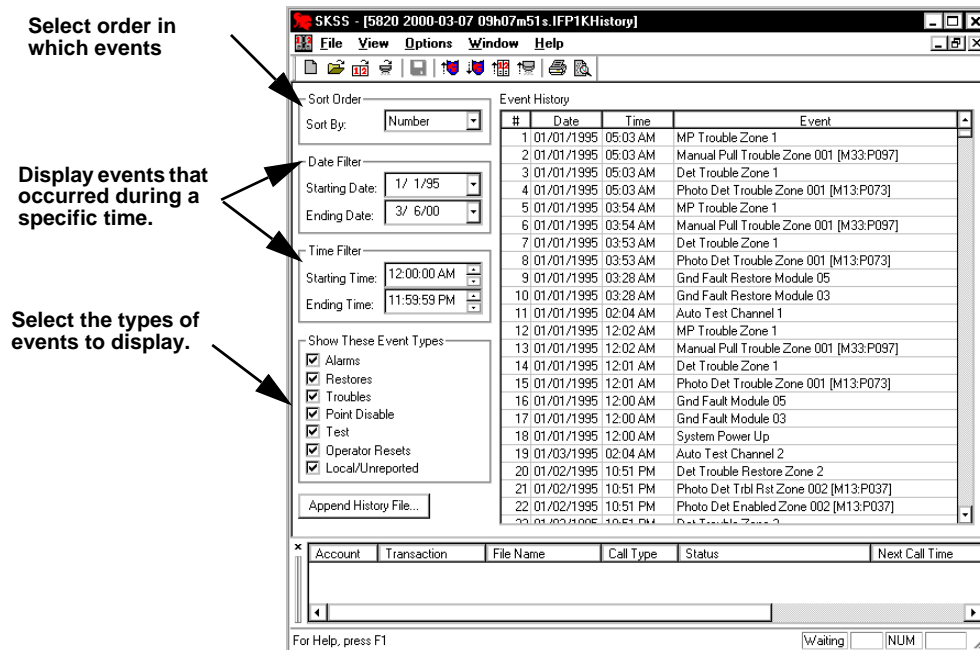 Select order in
which events
Display events that
occurred during a
specific time.
Select the types of
events to display.
SKSS - [5820 2000-03-07 09h07m51s.IFP1KHistory]
File View Options Window Help
Sort Order
Sort By: Number
Date Filter
Starting Date: 1/ 1/95
Ending Date: 3/ 6/00
Time Filter
Starting Time: 12:00:00 AM
Ending Time: 11:59:59 PM
Show These Event Types
Alarms
Restores
Troubles
Point Disable
Test
Operator Resets
Local/Unreported
Append History File...
Event History
# Date Time Event
1 01/01/1995 05:03 AM MP Trouble Zone 1
2 01/01/1995 05:03 AM Manual Pull Trouble Zone 001 [M33:P097]
3 01/01/1995 05:03 AM Det Trouble Zone 1
4 01/01/1995 05:03 AM Photo Det Trouble Zone 001 [M13:P073]
5 01/01/1995 03:54 AM MP Trouble Zone 1
6 01/01/1995 03:54 AM Manual Pull Trouble Zone 001 [M33:P097]
7 01/01/1995 03:53 AM Det Trouble Zone 1
8 01/01/1995 03:53 AM Photo Det Trouble Zone 001 [M13:P073]
9 01/01/1995 03:28 AM Gnd Fault Restore Module 05
10 01/01/1995 03:28 AM Gnd Fault Restore Module 03
11 01/01/1995 02:04 AM Auto Test Channel 1
12 01/01/1995 12:02 AM MP Trouble Zone 1
13 01/01/1995 12:02 AM Manual Pull Trouble Zone 001 [M33:P097]
14 01/01/1995 12:01 AM Det Trouble Zone 1
15 01/01/1995 12:01 AM Photo Det Trouble Zone 001 [M13:P073]
16 01/01/1995 12:00 AM Gnd Fault Module 05
17 01/01/1995 12:00 AM Gnd Fault Module 03
18 01/01/1995 12:00 AM System Power Up
19 01/03/1995 02:04 AM Auto Test Channel 2
20 01/02/1995 10:51 PM Det Trouble Restore Zone 2
21 01/02/1995 10:51 PM Photo Det Trbl Rst Zone 002 [M13:P037]
22 01/02/1995 10:51 PM Photo Det Enabled Zone 002 [M13:P037]
23 01/02/1995 10:51 PM Det Trouble Zone 2
Account Transaction File Name Call Type Status Next Call Time
For Help, press F1
Waiting NUM